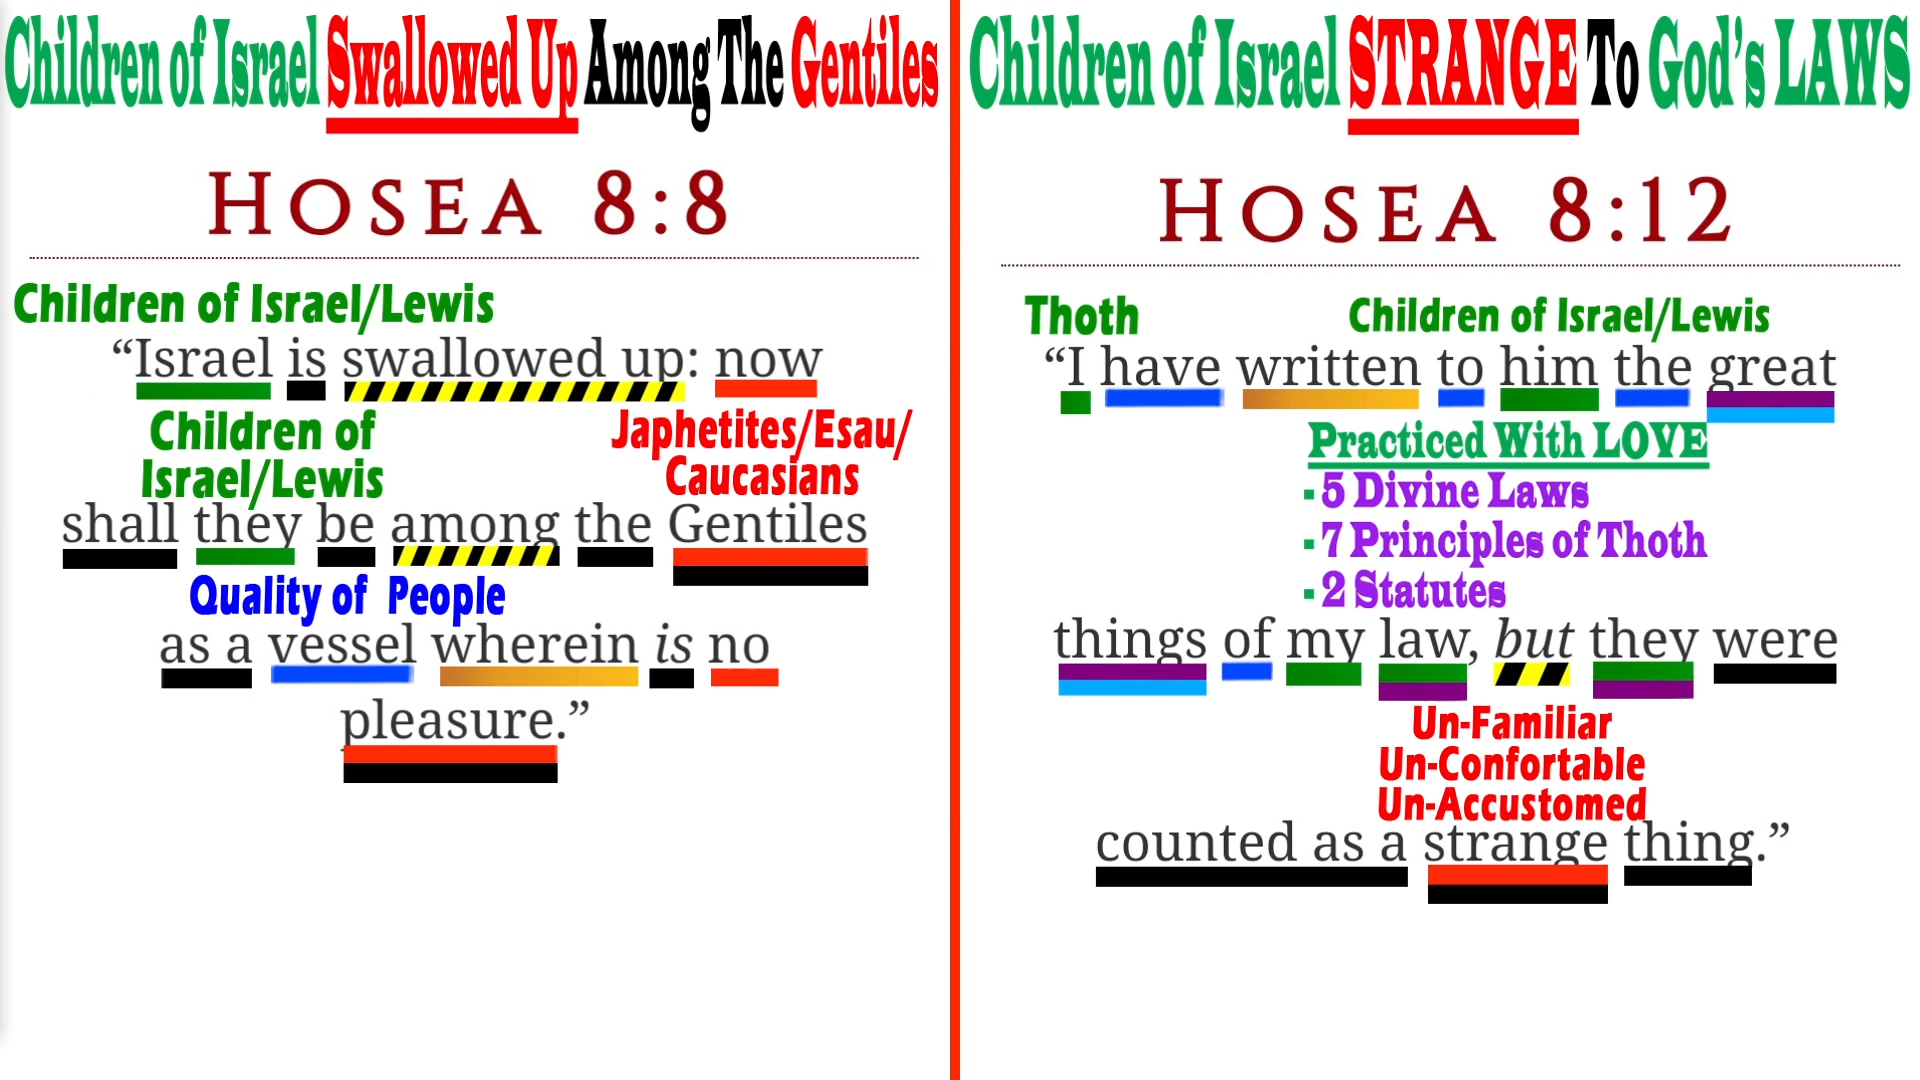 Children of Israel Swallowed Up Among The Gentiles
HOSEA 8:8
Children of Israel/Lewis
“Israel is swallowed up: now
Children of Israel/Lewis
Japhetites/Esau/
Caucasians
shall they be among the Gentiles
Quality of People
as a vessel wherein is no
pleasure.”
Children of Israel STRANGE To God's LAWS
HOSEA 8:12
Thoth Children of Israel/Lewis
“I have written to him the great
Practiced With LOVE
- 5 Divine Laws
- 7 Principles of Thoth
- 2 Statutes
things of my law, but they were
Un-Familiar
Un-Confortable
Un-Accustomed
counted as a strange thing.”